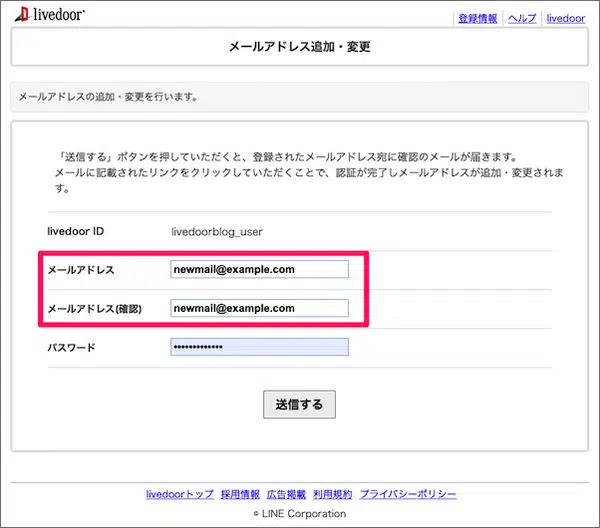 livedoor
登録情報 ヘルプ livedoor
メールアドレス追加・変更
メールアドレスの追加・変更を行います。
「送信する」ボタンを押していただくと、登録されたメールアドレス宛に確認のメールが届きます。
メールに記載されたリンクをクリックしていただくことで、認証が完了しメールアドレスが追加・変更されま
す。
livedoor ID livedoorblog_user
メールアドレス newmail@example.com
メールアドレス(確認) newmail@example.com
パスワード •••••••••••••
送信する
livedoorトップ 採用情報 広告掲載 利用規約 プライバシーポリシー
© LINE Corporation